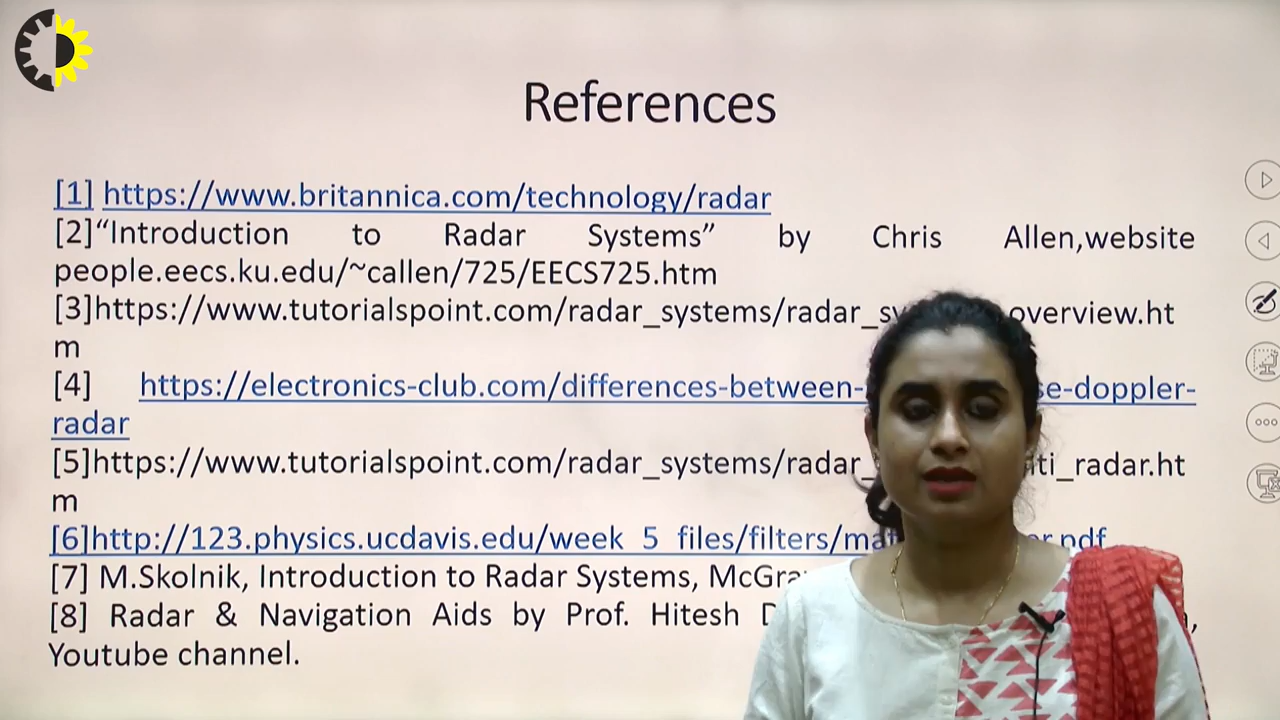 References
[1] https://www.britannica.com/technology/radar
[2]“Introduction to Radar Systems” by Chris Allen,website
people.eecs.ku.edu/~callen/725/EECS725.htm
[3]https://www.tutorialspoint.com/radar_systems/radar_sy overview.ht
m
[4] https://electronics-club.com/differences-between- se-doppler-
radar
[5]https://www.tutorialspoint.com/radar_systems/radar_ ti_radar.ht
m
[6]http://123.physics.ucdavis.edu/week_5_files/filters/mat er.pdf
[7] M.Skolnik, Introduction to Radar Systems,
[8] Radar & Navigation Aids by Prof. Hitesh
Youtube channel.